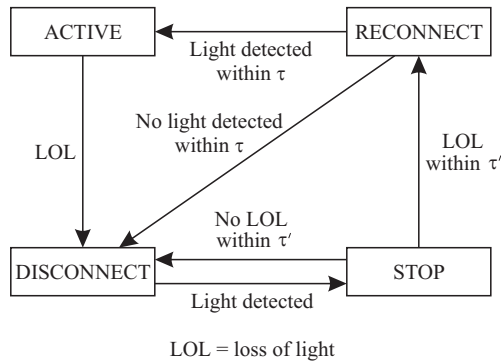 ACTIVE
RECONNECT
Light detected
within τ
No light detected
within τ
LOL
LOL
within τ′
No LOL
within τ′
DISCONNECT
STOP
Light detected
LOL = loss of light